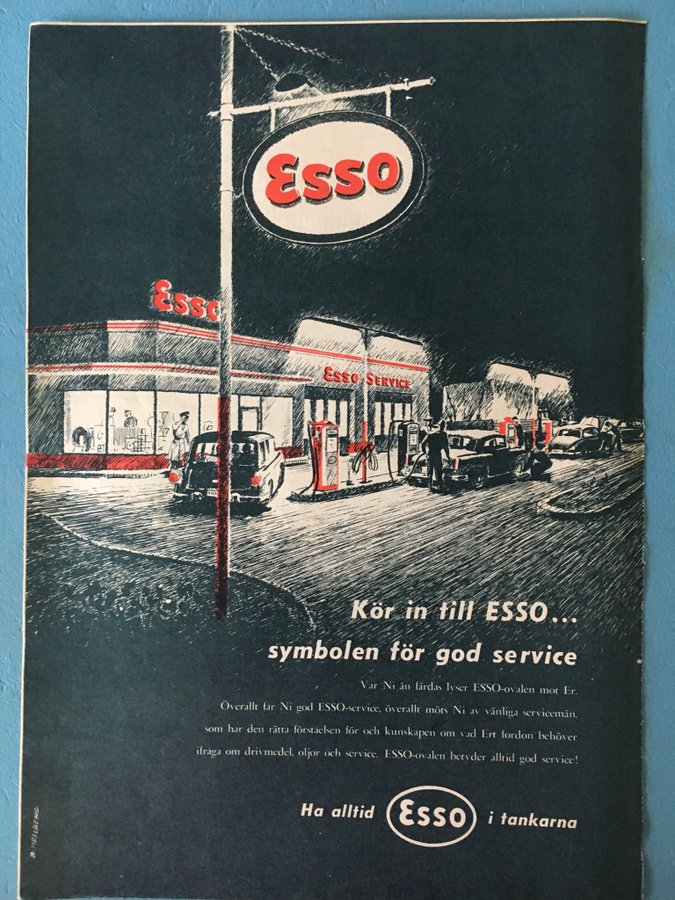 Esso
Esso
ESSO SERVICE
Kör in till ESSO...
symbolen för god service
Var Ni än färdas lyser ESSO-ovalen mot Er.
Överallt får Ni god ESSO-service, överallt möts Ni av vänliga servicemän,
som har den rätta förståelsen för och kunskapen om vad Ert fordon behöver
ifråga om drivmedel, oljor och service. ESSO-ovalen betyder alltid god service!
Ha alltid Esso i tankarna
B. HEILBERG